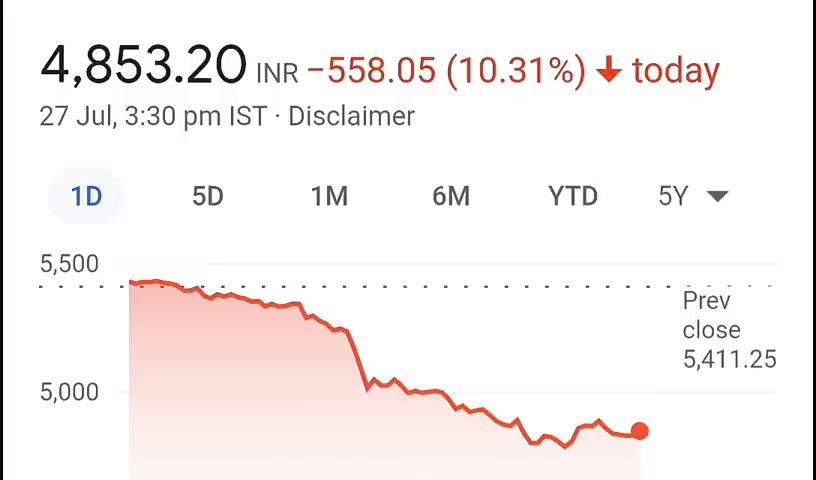 4,853.20 INR −558.05 (10.31%) ↓ today
27 Jul, 3:30 pm IST · Disclaimer
1D 5D 1M 6M YTD 5Y
5,500
Prev
close
5,411.25
5,000